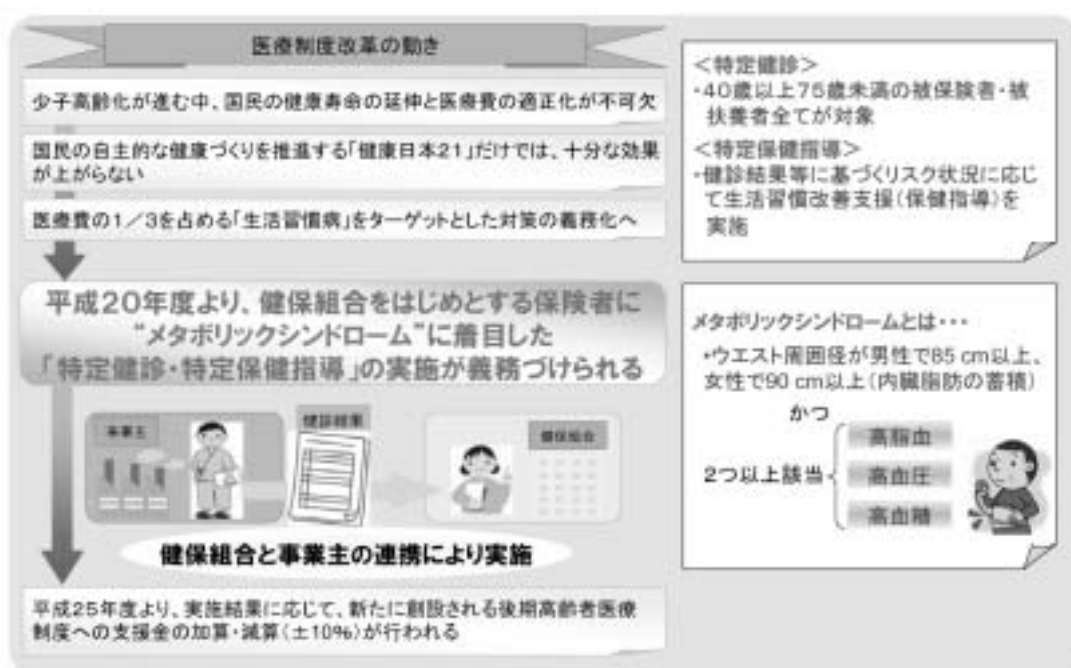 医療制度改革の動き
少子高齢化が進む中、国民の健康寿命の延伸と医療費の適正化が不可欠
国民の自主的な健康づくりを推進する「健康日本21」だけでは、十分な効果
が上がらない
医療費の1／3を占める「生活習慣病」をターゲットとした対策の義務化へ
平成20年度より、健保組合をはじめとする保険者に
“メタボリックシンドローム”に着目した
「特定健診・特定保健指導」の実施が義務づけられる
事業主
健診結果
健保組合
健保組合と事業主の連携により実施
平成25年度より、実施結果に応じて、新たに創設される後期高齢者医療
制度への支援金の加算・減算（±10%）が行われる
＜特定健診＞
・40歳以上75歳未満の被保険者・被
扶養者全てが対象
＜特定保健指導＞
・健診結果等に基づくリスク状況に応じ
て生活習慣改善支援（保健指導）を
実施
メタボリックシンドロームとは・・・
・ウエスト周囲径が男性で85 cm以上、
女性で90 cm以上（内臓脂肪の蓄積）
かつ
2つ以上該当
高脂血
高血圧
高血糖